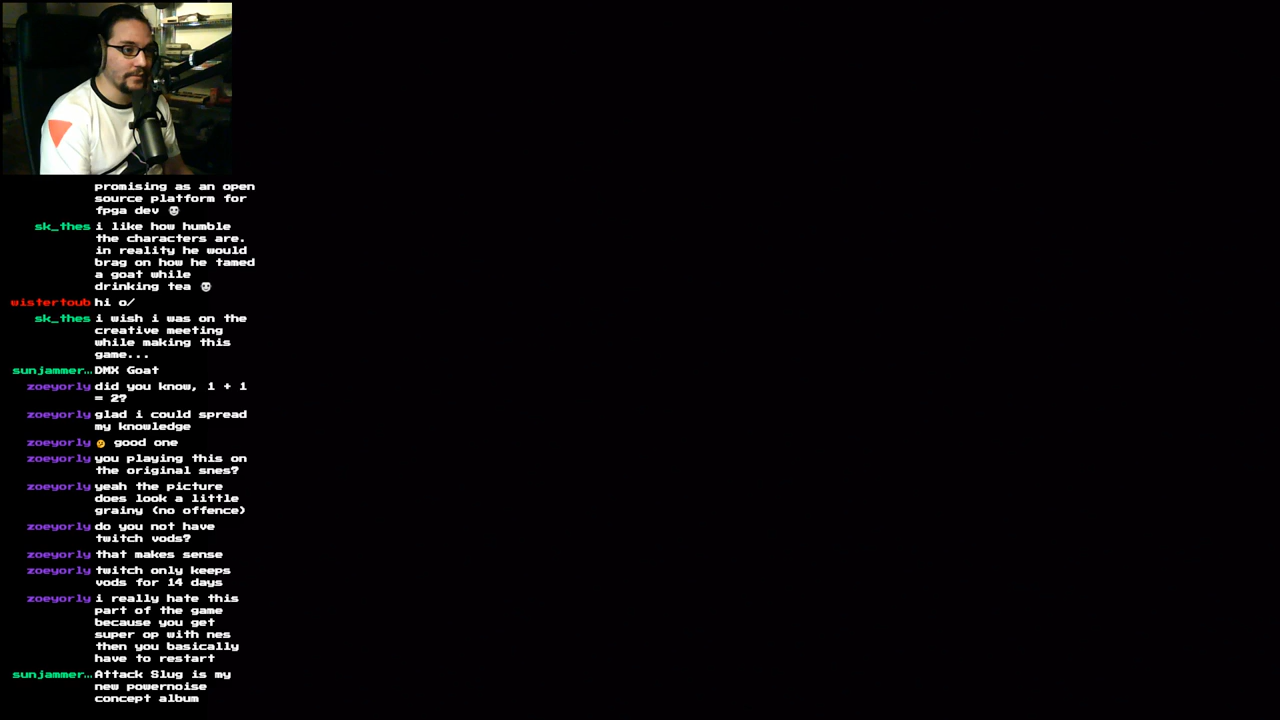 promising as an open
source platform for
fpga dev
sk_thes i like how humble
the characters are.
in reality he would
brag on how he tamed
a goat while
drinking tea
wistertoub hi o/
sk_thes i wish i was on the
creative meeting
while making this
game...
sunjammer… DMX Goat
zoeyorly did you know, 1 + 1
= 2?
zoeyorly glad i could spread
my knowledge
zoeyorly good one
zoeyorly you playing this on
the original snes?
zoeyorly yeah the picture
does look a little
grainy (no offence)
zoeyorly do you not have
twitch vods?
zoeyorly that makes sense
zoeyorly twitch only keeps
vods for 14 days
zoeyorly i really hate this
part of the game
because you get
super op with nes
then you basically
have to restart
sunjammer… Attack Slug is my
new powernoise
concept album